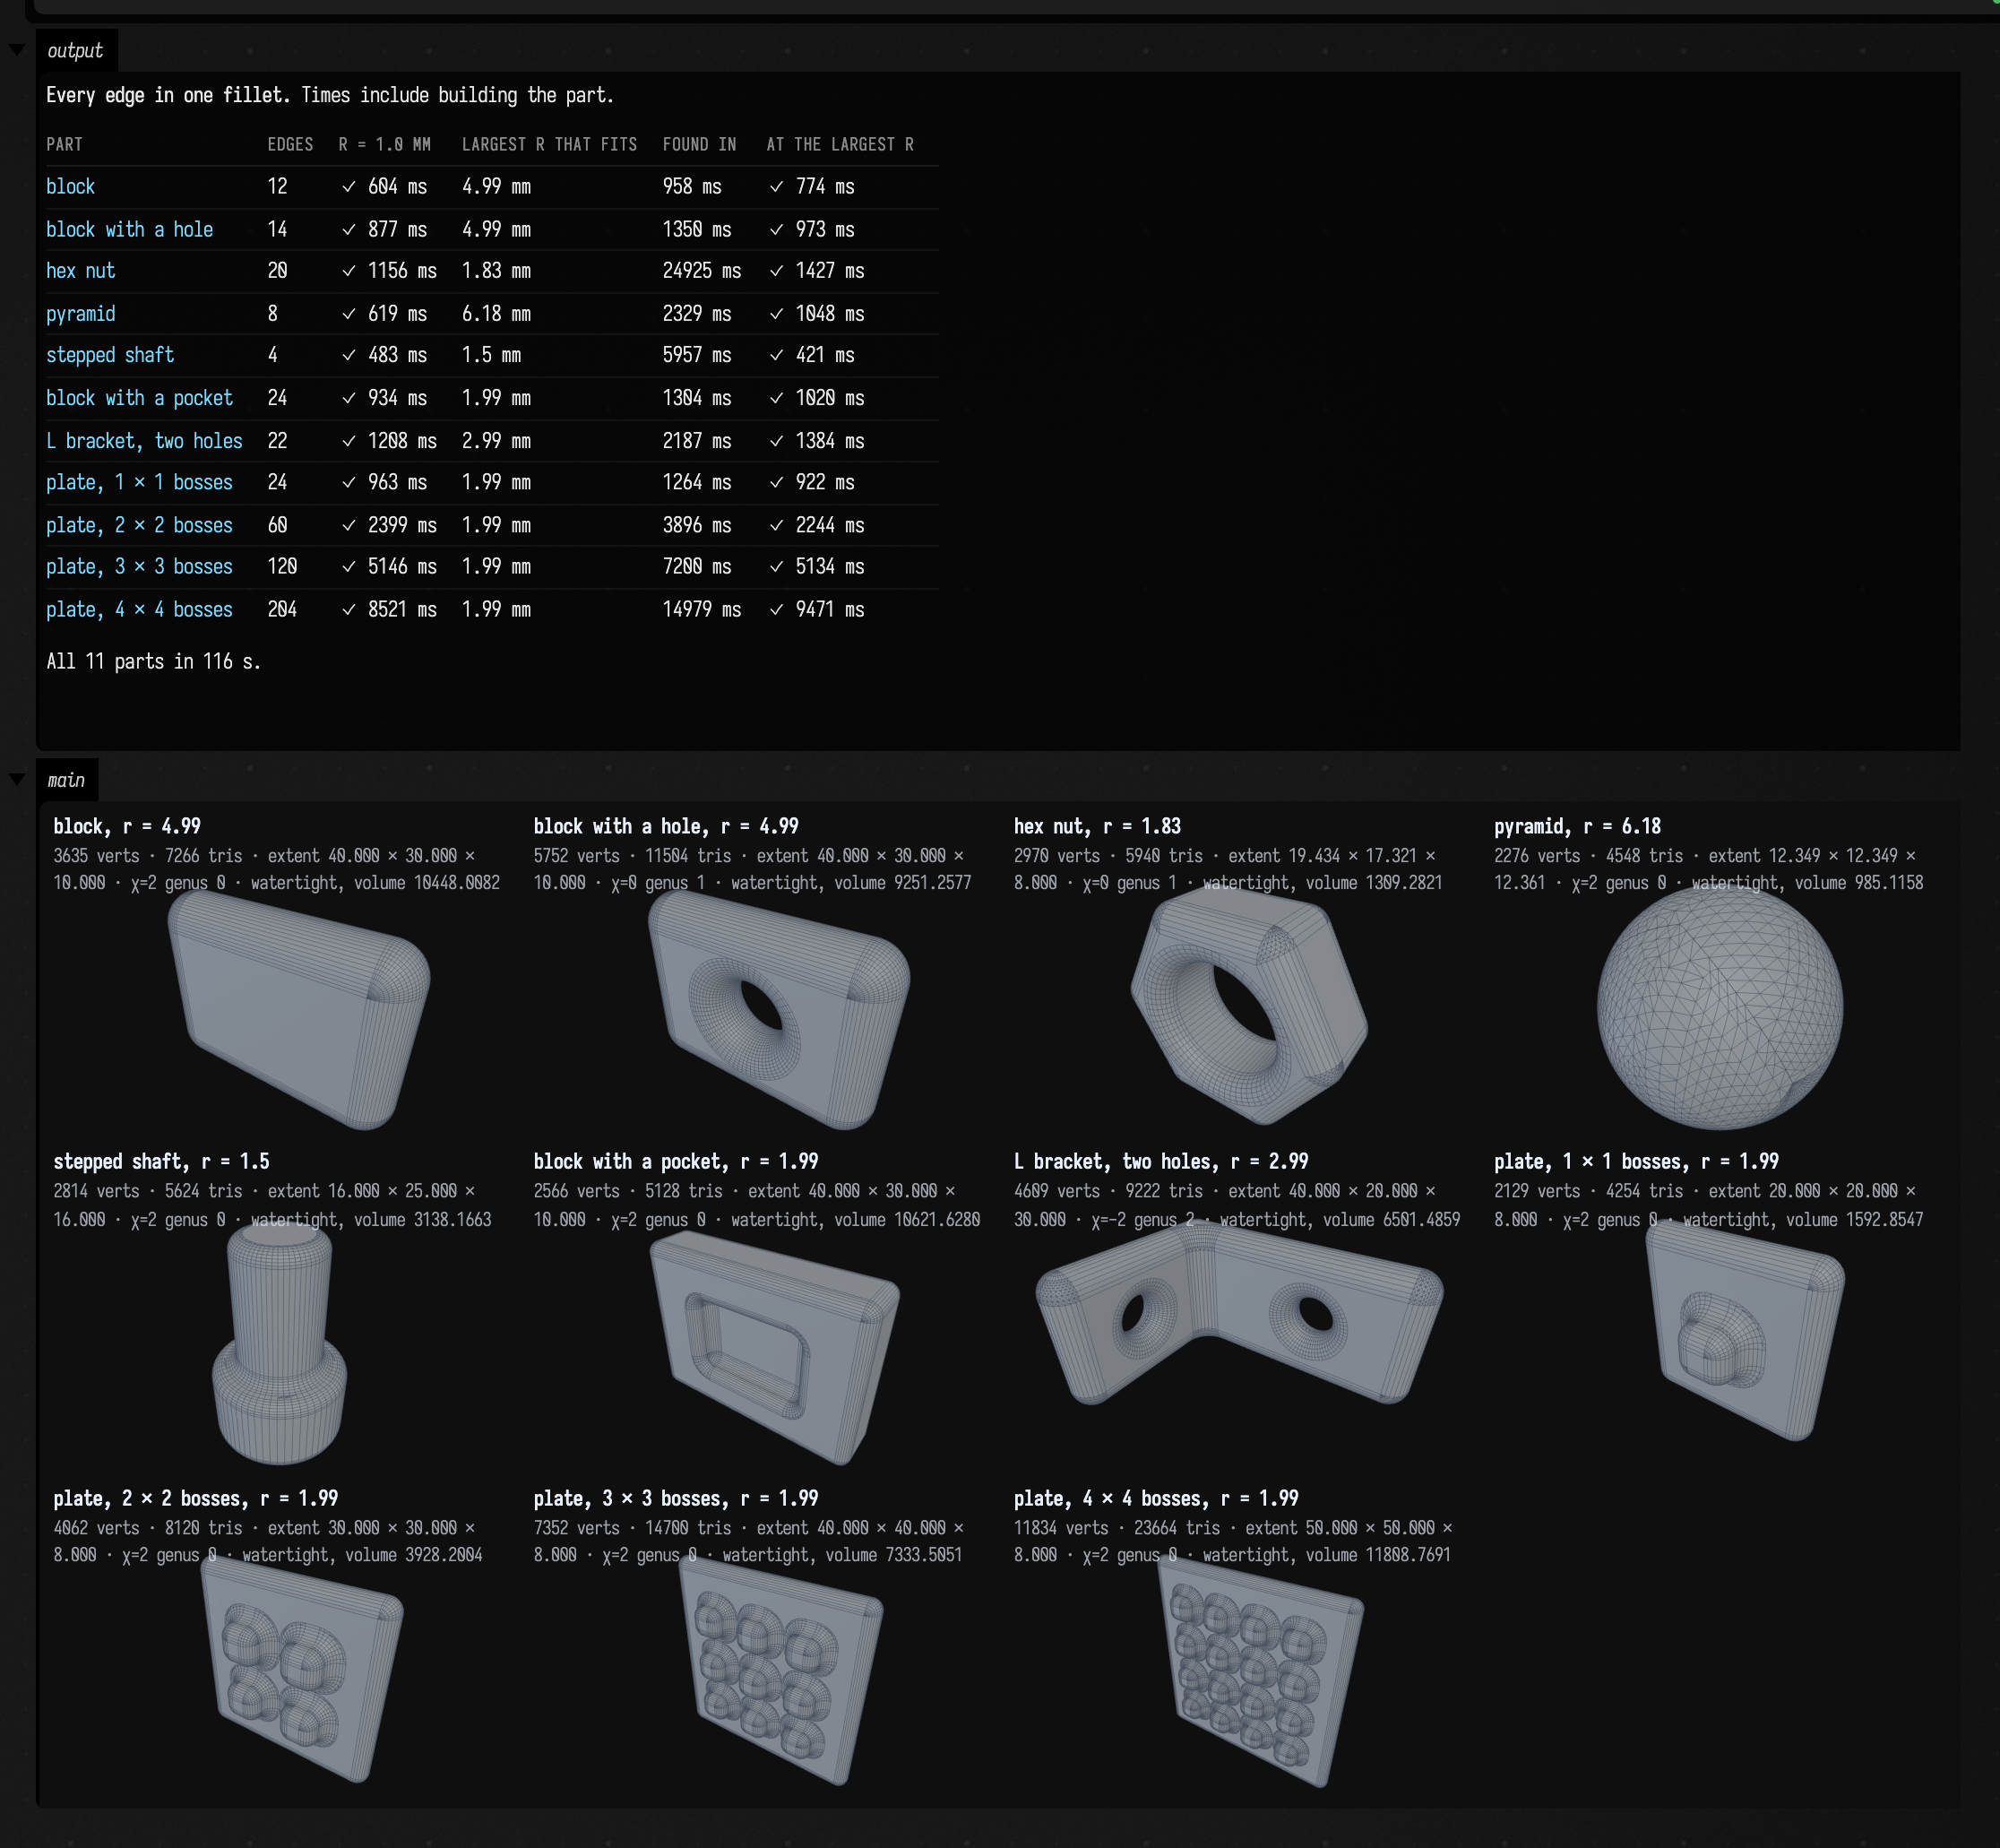 output
Every edge in one fillet. Times include building the part.
PART EDGES R = 1.0 MM LARGEST R THAT FITS FOUND IN AT THE LARGEST R
block 12 ✓ 604 ms 4.99 mm 958 ms ✓ 774 ms
block with a hole 14 ✓ 877 ms 4.99 mm 1350 ms ✓ 973 ms
hex nut 20 ✓ 1156 ms 1.83 mm 24925 ms ✓ 1427 ms
pyramid 8 ✓ 619 ms 6.18 mm 2329 ms ✓ 1048 ms
stepped shaft 4 ✓ 483 ms 1.5 mm 5957 ms ✓ 421 ms
block with a pocket 24 ✓ 934 ms 1.99 mm 1304 ms ✓ 1020 ms
L bracket, two holes 22 ✓ 1208 ms 2.99 mm 2187 ms ✓ 1384 ms
plate, 1 × 1 bosses 24 ✓ 963 ms 1.99 mm 1264 ms ✓ 922 ms
plate, 2 × 2 bosses 60 ✓ 2399 ms 1.99 mm 3896 ms ✓ 2244 ms
plate, 3 × 3 bosses 120 ✓ 5146 ms 1.99 mm 7200 ms ✓ 5134 ms
plate, 4 × 4 bosses 204 ✓ 8521 ms 1.99 mm 14979 ms ✓ 9471 ms
All 11 parts in 116 s.
main
block, r = 4.99
3635 verts · 7266 tris · extent 40.000 × 30.000 ×
10.000 · χ=2 genus 0 · watertight, volume 10448.0082
block with a hole, r = 4.99
5752 verts · 11504 tris · extent 40.000 × 30.000 ×
10.000 · χ=0 genus 1 · watertight, volume 9251.2577
hex nut, r = 1.83
2970 verts · 5940 tris · extent 19.434 × 17.321 ×
8.000 · χ=0 genus 1 · watertight, volume 1309.2821
pyramid, r = 6.18
2276 verts · 4548 tris · extent 12.349 × 12.349 ×
12.361 · χ=2 genus 0 · watertight, volume 985.1158
stepped shaft, r = 1.5
2814 verts · 5624 tris · extent 16.000 × 25.000 ×
16.000 · χ=2 genus 0 · watertight, volume 3138.1663
block with a pocket, r = 1.99
2566 verts · 5128 tris · extent 40.000 × 30.000 ×
10.000 · χ=2 genus 0 · watertight, volume 10621.6280
L bracket, two holes, r = 2.99
4609 verts · 9222 tris · extent 40.000 × 20.000 ×
30.000 · χ=-2 genus 2 · watertight, volume 6501.4859
plate, 1 × 1 bosses, r = 1.99
2129 verts · 4254 tris · extent 20.000 × 20.000 ×
8.000 · χ=2 genus 0 · watertight, volume 1592.8547
plate, 2 × 2 bosses, r = 1.99
4062 verts · 8120 tris · extent 30.000 × 30.000 ×
8.000 · χ=2 genus 0 · watertight, volume 3928.2004
plate, 3 × 3 bosses, r = 1.99
7352 verts · 14700 tris · extent 40.000 × 40.000 ×
8.000 · χ=2 genus 0 · watertight, volume 7333.5051
plate, 4 × 4 bosses, r = 1.99
11834 verts · 23664 tris · extent 50.000 × 50.000 ×
8.000 · χ=2 genus 0 · watertight, volume 11808.7691